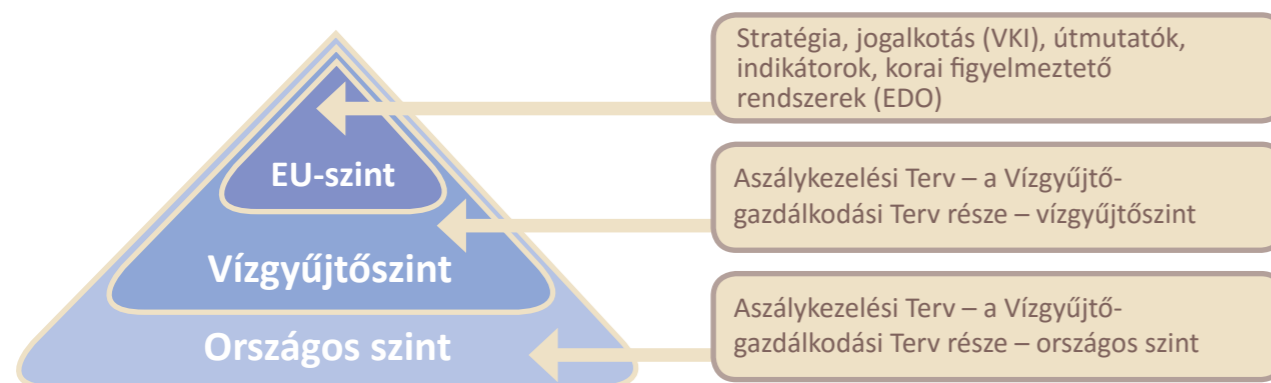 Stratégia, jogalkotás (VKI), útmutatók,
indikátorok, korai figyelmeztető
rendszerek (EDO)
EU-szint
Aszálykezelési Terv – a Vízgyűjtő-
gazdálkodási Terv része – vízgyűjtőszint
Vízgyűjtőszint
Aszálykezelési Terv – a Vízgyűjtő-
gazdálkodási Terv része – országos szint
Országos szint